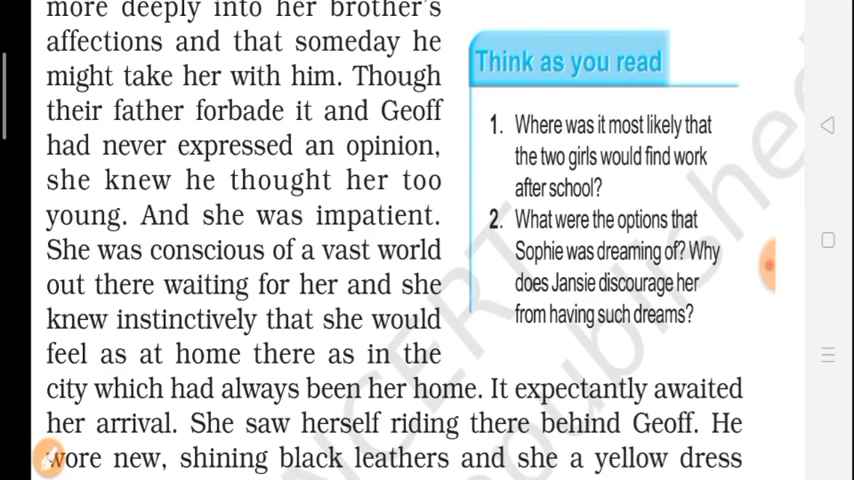 more deeply into her brother's
affections and that someday he
might take her with him. Though
their father forbade it and Geoff
had never expressed an opinion,
she knew he thought her too
young. And she was impatient.
She was conscious of a vast world
out there waiting for her and she
knew instinctively that she would
feel as at home there as in the
city which had always been her home. It expectantly awaited
her arrival. She saw herself riding there behind Geoff. He
wore new, shining black leathers and she a yellow dress
Think as you read
1. Where was it most likely that
the two girls would find work
after school?
2. What were the options that
Sophie was dreaming of? Why
does Jansie discourage her
from having such dreams?
NCERT
republished